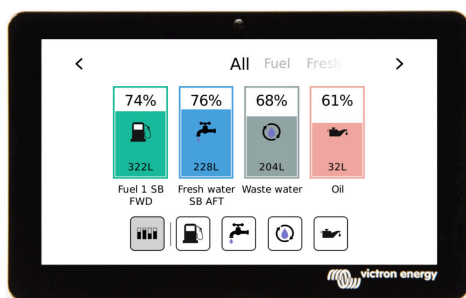 < All Fuel Fresh >
74% 76% 68% 61%
322L 228L 204L 32L
Fuel 1 SB Fresh water Waste water Oil
FWD SB AFT
victron energy